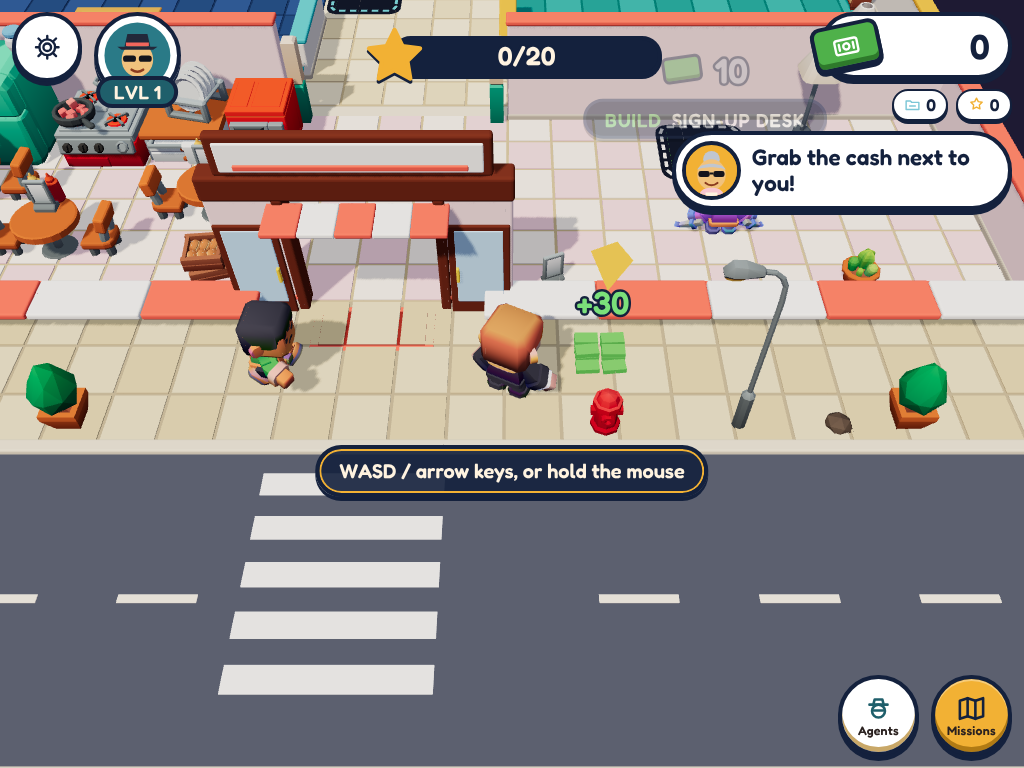 0/20
0
10
LVL 1
0
0
BUILD SIGN-UP DESK
Grab the cash next to
you!
+30
WASD / arrow keys, or hold the mouse
Agents
Missions